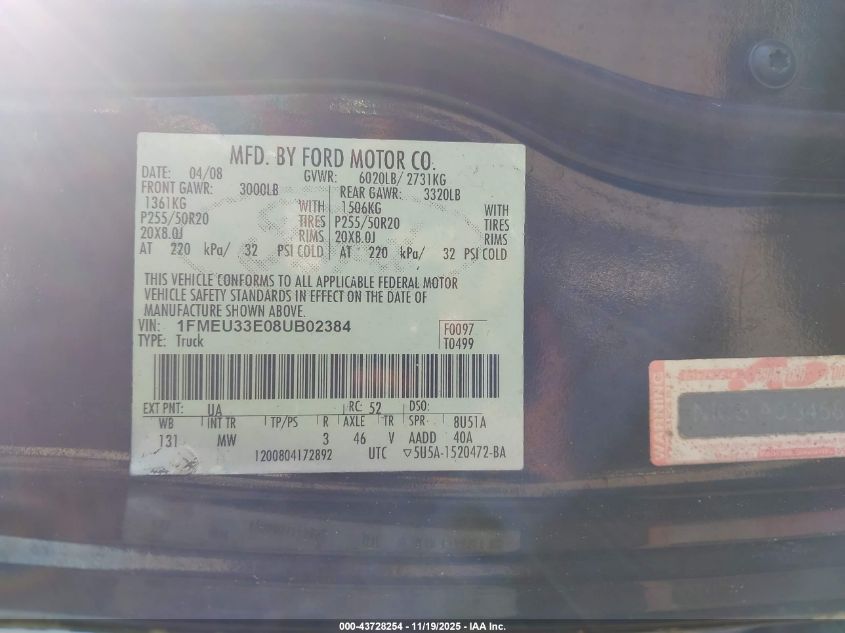 MFD. BY FORD MOTOR CO.
DATE: 04/08 GVWR: 6020LB/ 2731KG
FRONT GAWR: 3000LB REAR GAWR: 3320LB
1361KG WITH 1506KG WITH
P255/50R20 TIRES P255/50R20 TIRES
20X8.0J RIMS 20X8.0J RIMS
AT 220 kPa/ 32 PSI COLD AT 220 kPa/ 32 PSI COLD
THIS VEHICLE CONFORMS TO ALL APPLICABLE FEDERAL MOTOR
VEHICLE SAFETY STANDARDS IN EFFECT ON THE DATE OF
MANUFACTURE SHOWN ABOVE.
VIN: 1FMEU33E08UB02384 F0097
TYPE: Truck T0499
EXT PNT: UA RC: 52 DSO:
WB INT TR TP/PS R AXLE TR SPR 8U51A
131 MW 3 46 V AADD 40A
1200804172892 UTC ▽5U5A-1520472-BA
WARNING
000-43728254 - 11/19/2025 - IAA Inc.